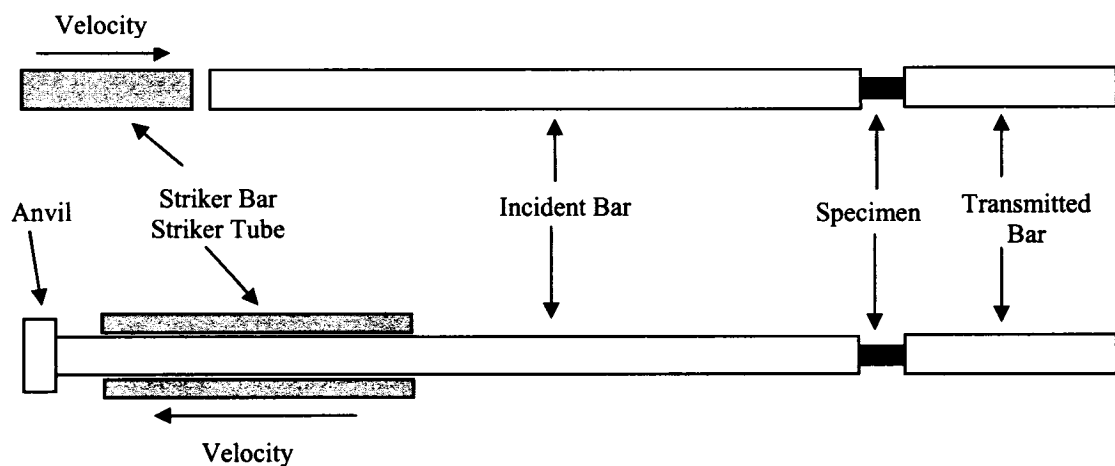 Velocity
Striker Bar
Striker Tube
Anvil
Incident Bar
Specimen
Transmitted
Bar
Velocity